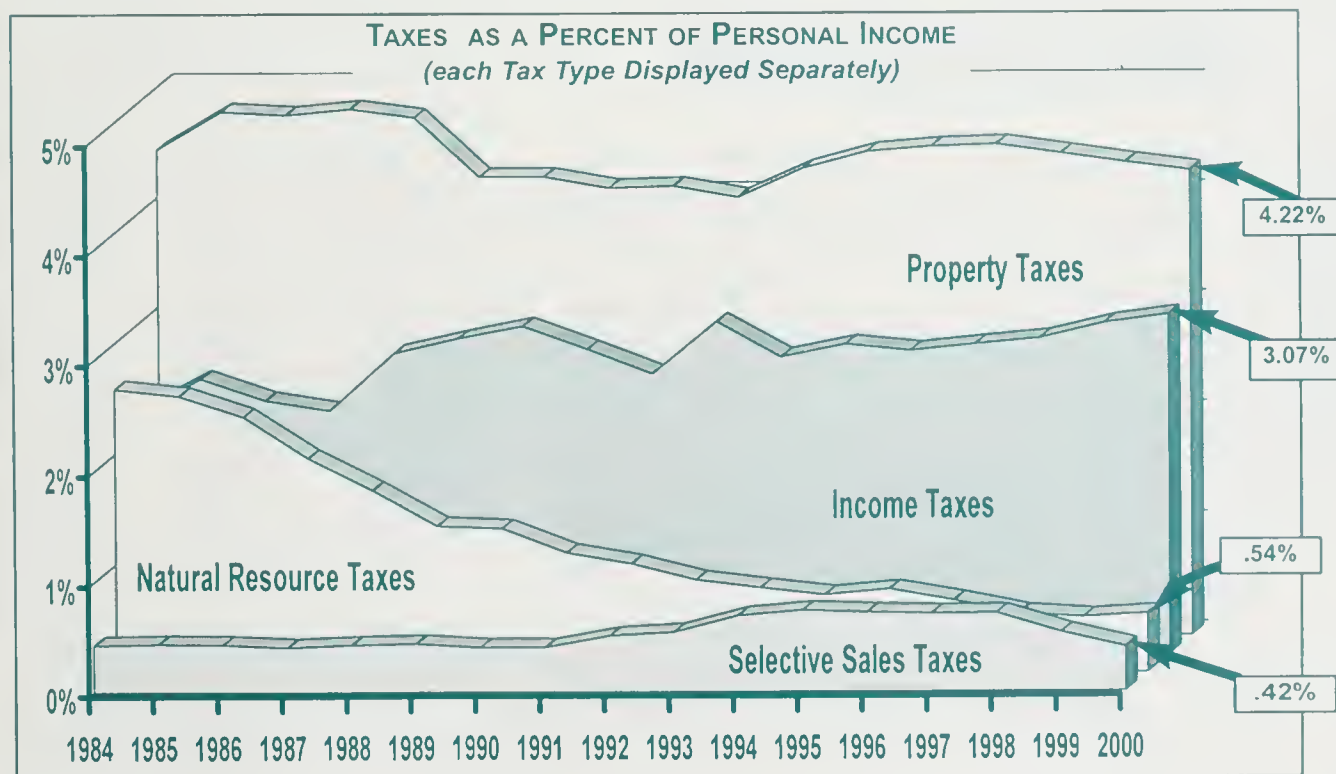 TAXES AS A PERCENT OF PERSONAL INCOME
(each Tax Type Displayed Separately)
5%
4%
3%
2%
1%
0%
Property Taxes
Income Taxes
Natural Resource Taxes
Selective Sales Taxes
4.22%
3.07%
.54%
.42%
1984 1985 1986 1987 1988 1989 1990 1991 1992 1993 1994 1995 1996 1997 1998 1999 2000